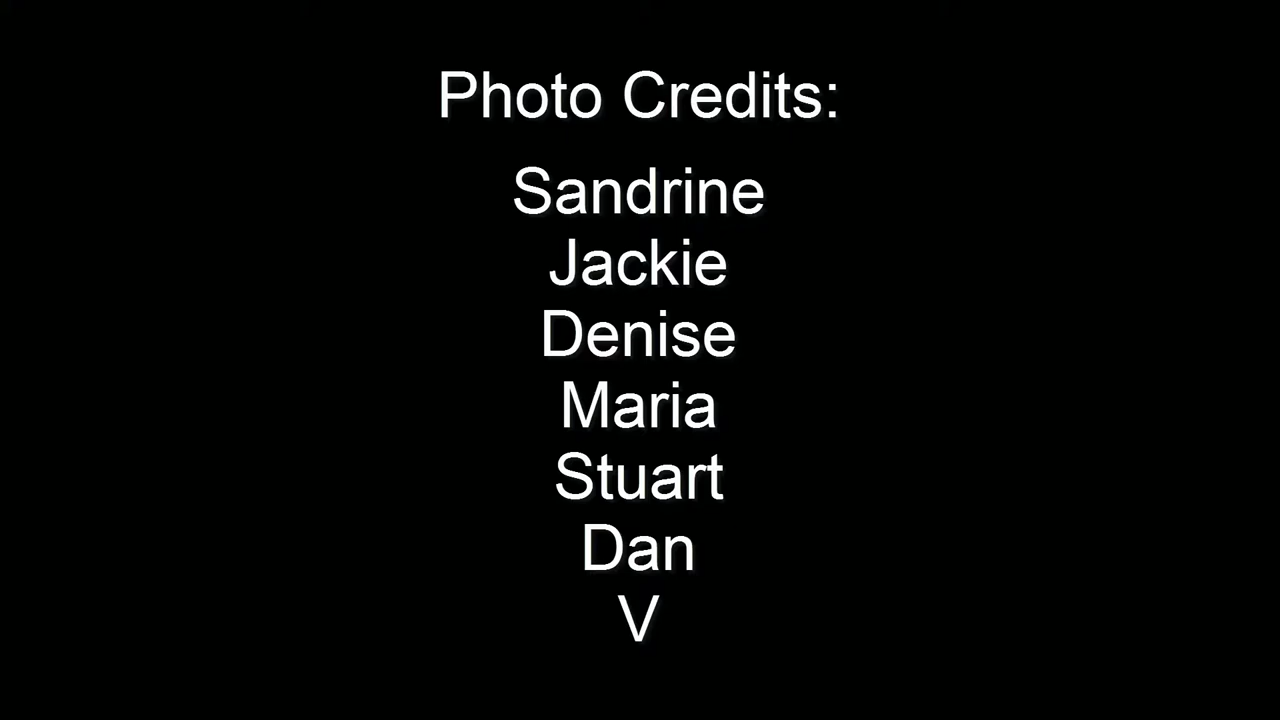 Photo Credits:
Sandrine
Jackie
Denise
Maria
Stuart
Dan
V